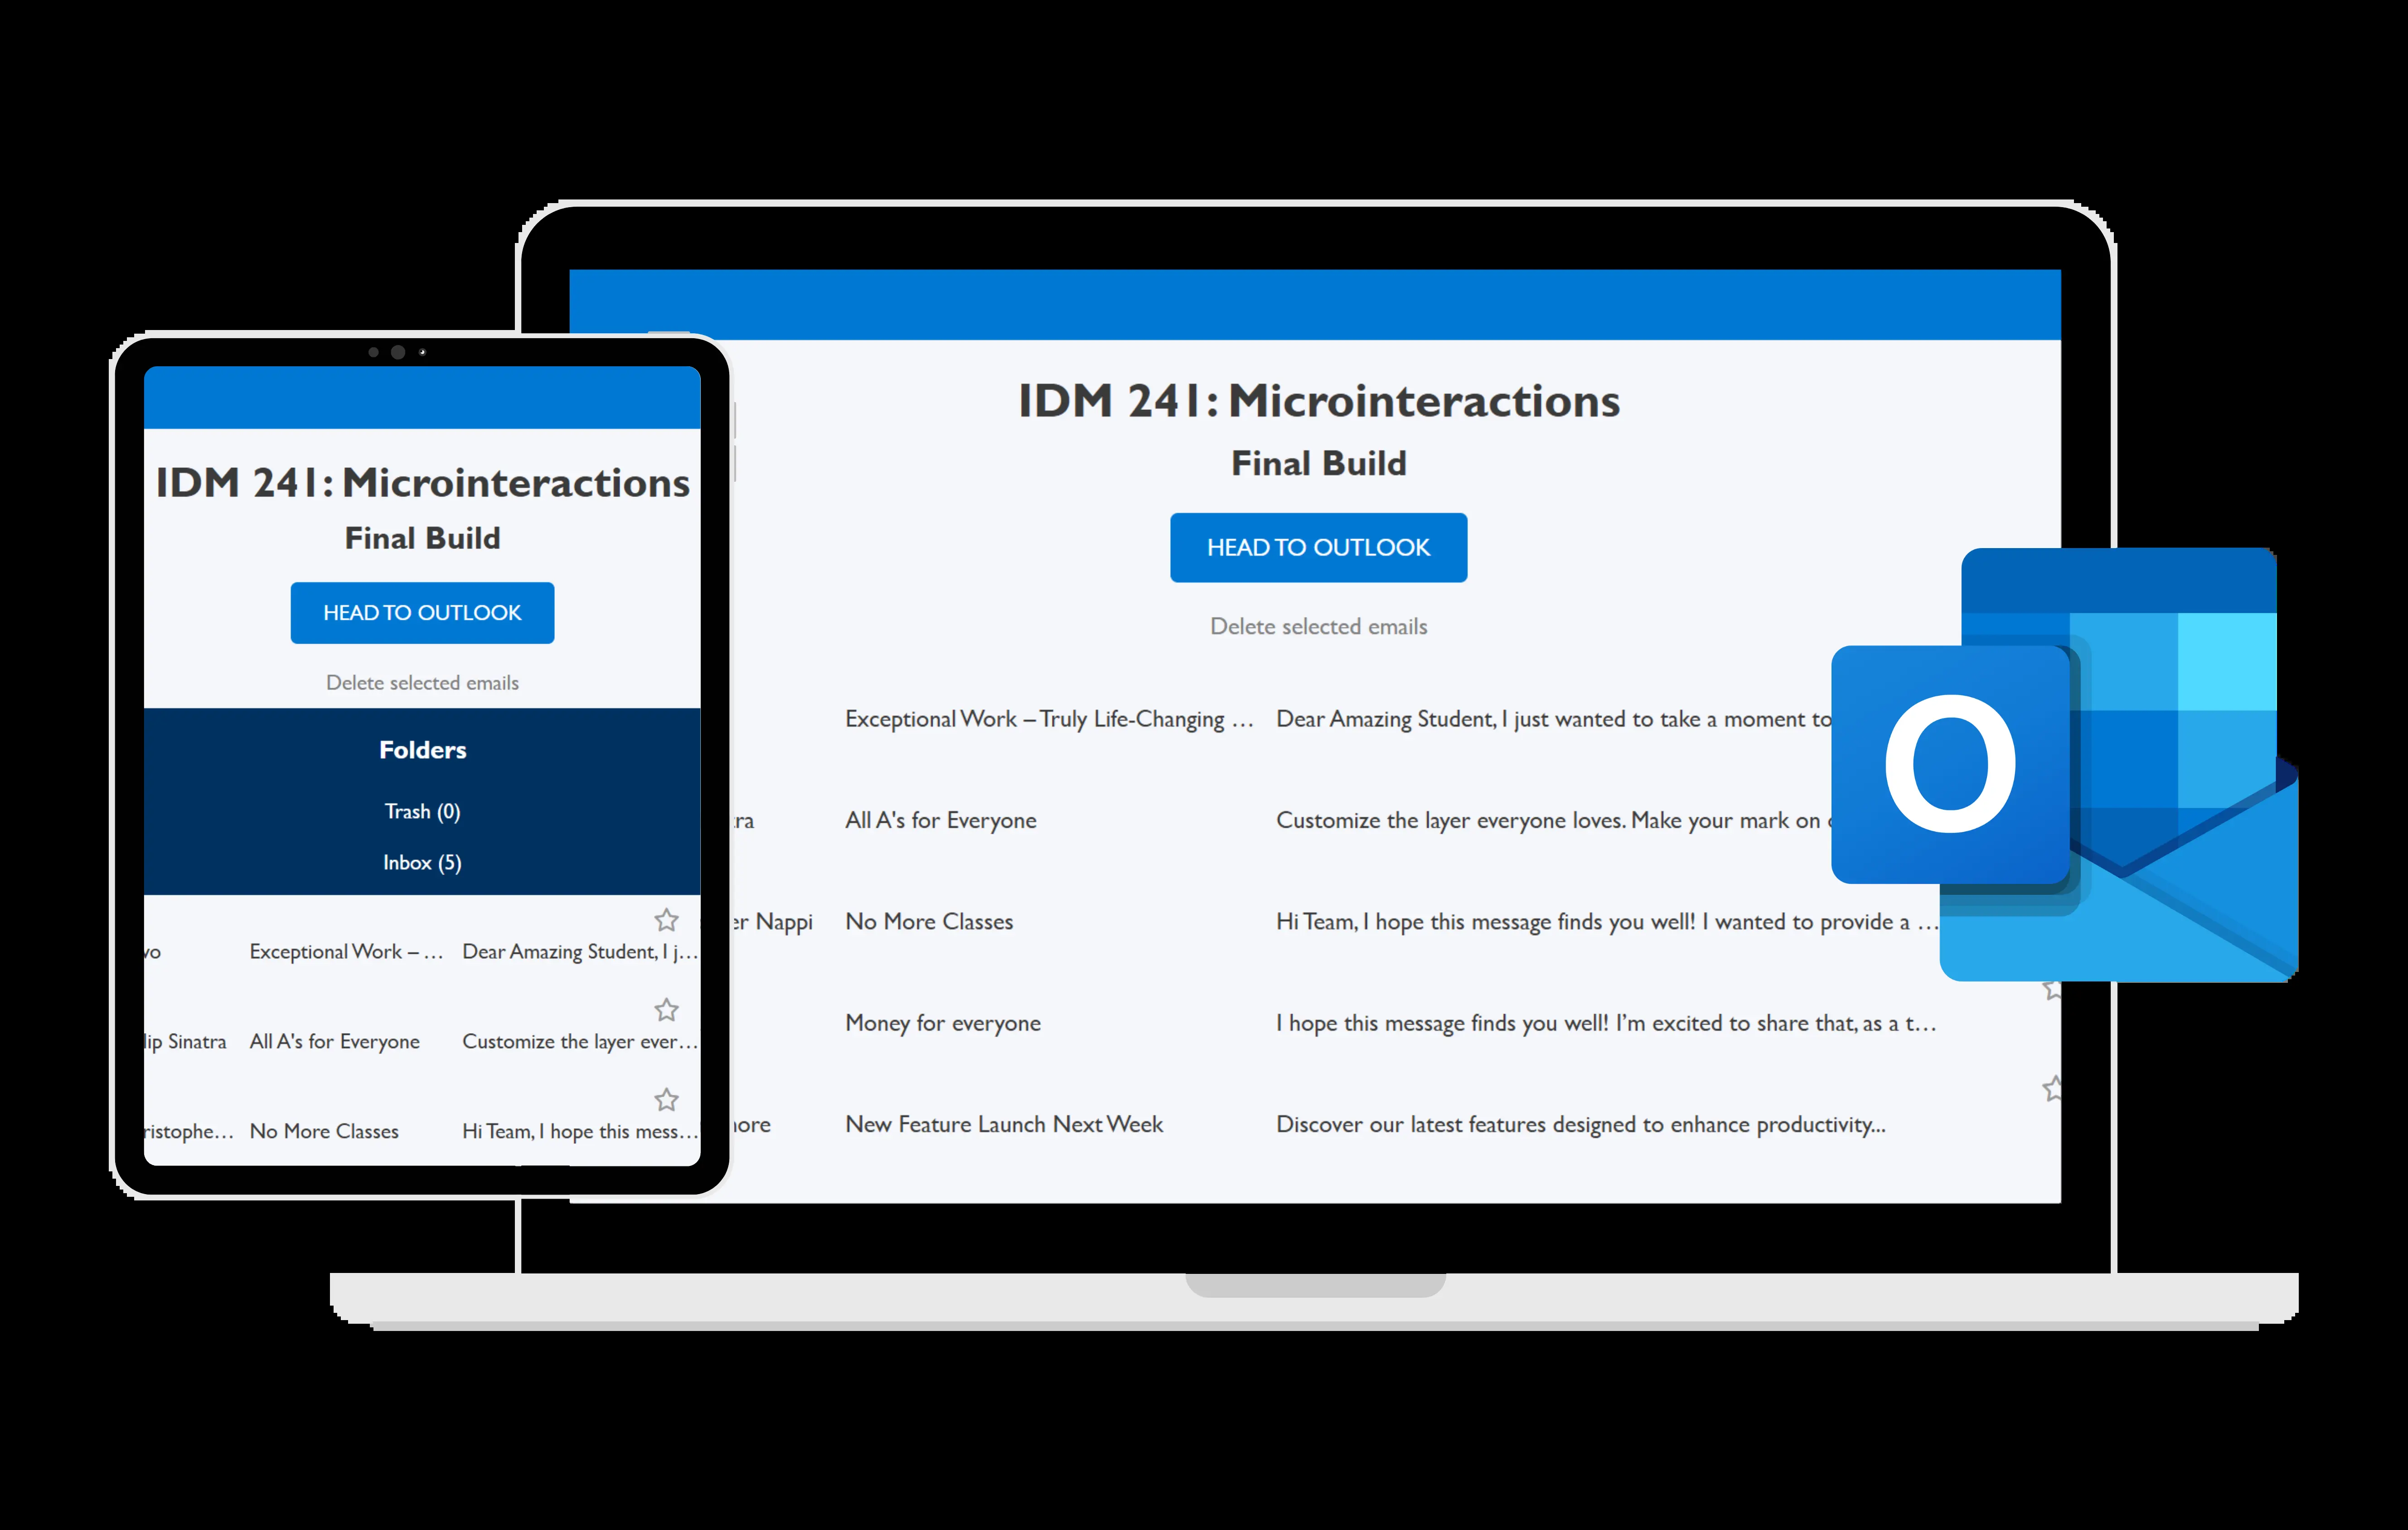 IDM 241: Microinteractions
Final Build
HEAD TO OUTLOOK
Delete selected emails
Folders
Trash (0)
Inbox (5)
vo Exceptional Work – … Dear Amazing Student, I j…
lip Sinatra All A's for Everyone Customize the layer ever…
ristophe… No More Classes Hi Team, I hope this mess…
IDM 241: Microinteractions
Final Build
HEAD TO OUTLOOK
Delete selected emails
Exceptional Work – Truly Life-Changing … Dear Amazing Student, I just wanted to take a moment to
tra All A's for Everyone Customize the layer everyone loves. Make your mark on
er Nappi No More Classes Hi Team, I hope this message finds you well! I wanted to provide a …
Money for everyone I hope this message finds you well! I'm excited to share that, as a t…
nore New Feature Launch Next Week Discover our latest features designed to enhance productivity...
O